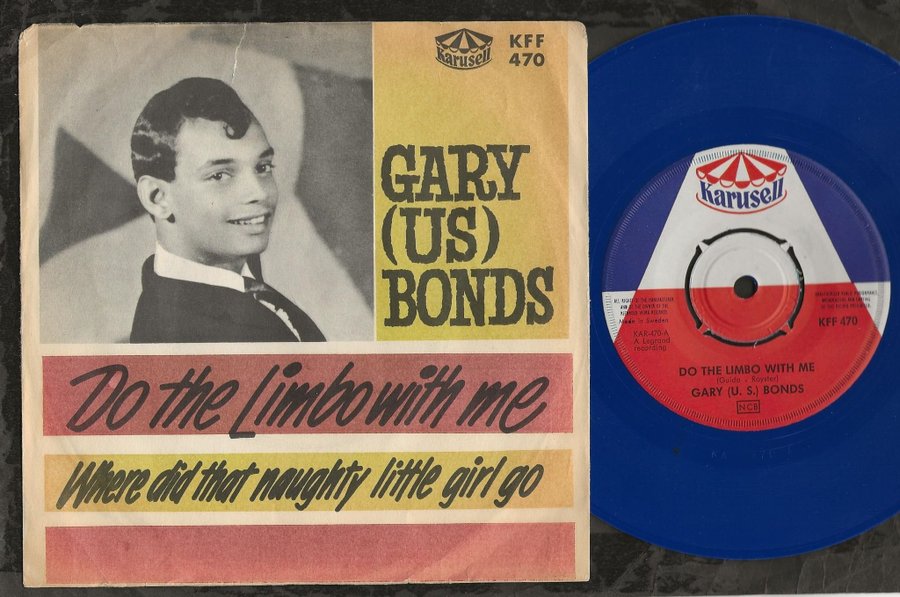 Karusell
KFF
470
GARY
(US)
BONDS
Do the Limbo with me
Where did that naughty little girl go
Karusell
Made in Sweden
KAR-470-A
A Legrand
recording
KFF 470
DO THE LIMBO WITH ME
(Guida - Royster)
GARY (U. S.) BONDS
NCB